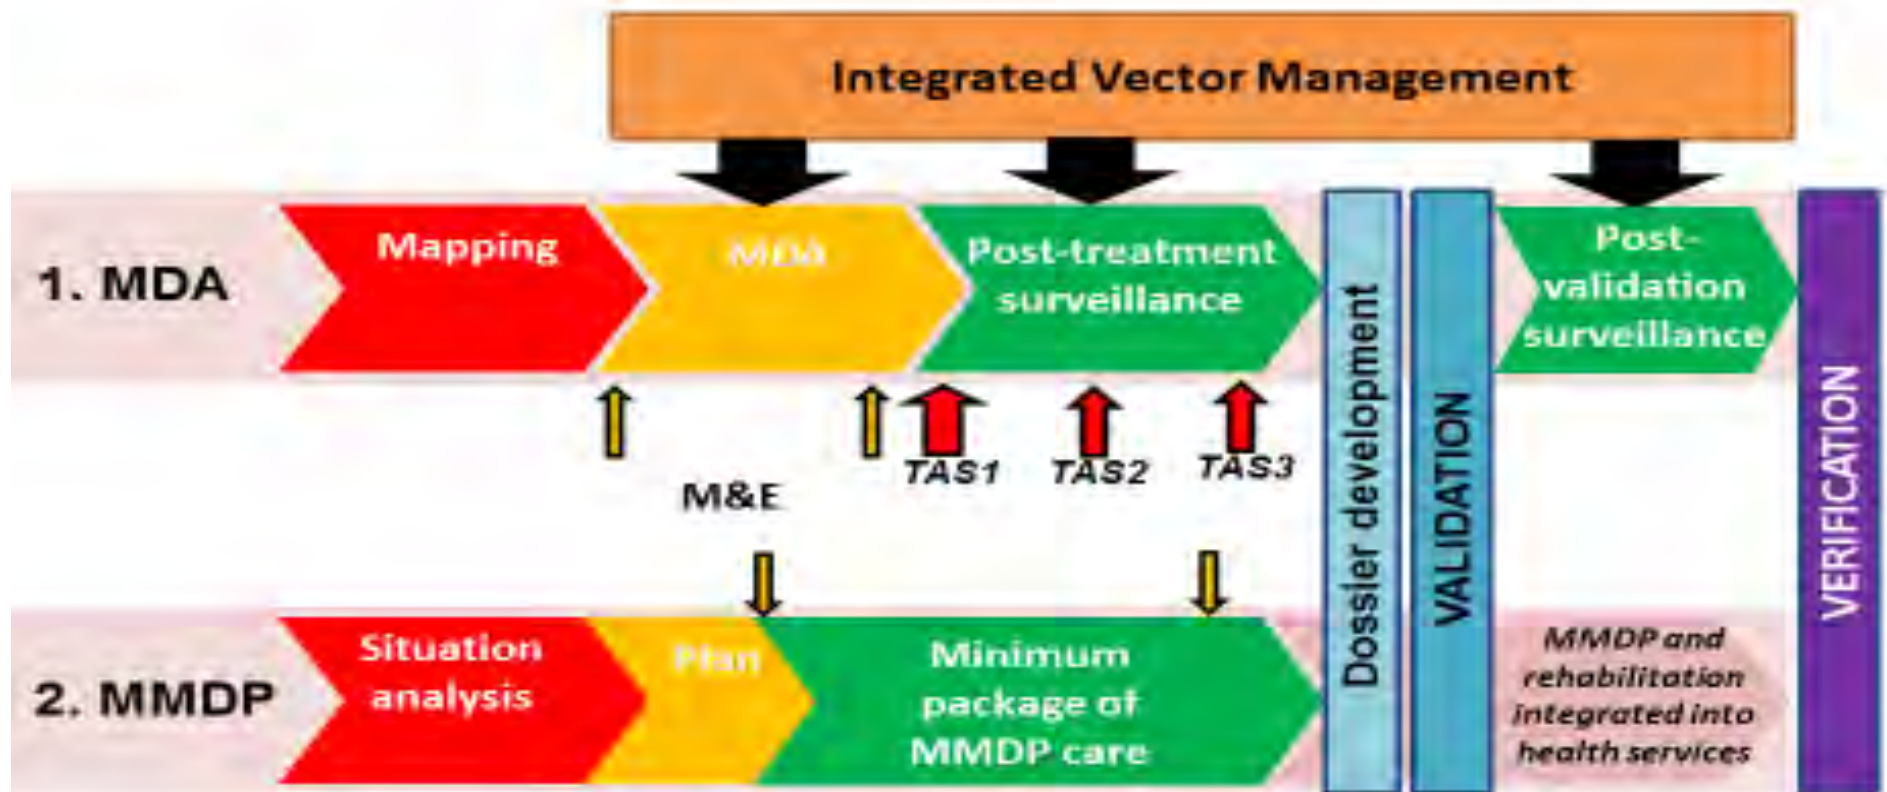 Integrated Vector Management
1. MDA
Mapping
MDA
Post-treatment
surveillance
Post-
validation
surveillance
TAS1
TAS2
TAS3
M&E
Dossier development
VALIDATION
VERIFICATION
2. MMDP
Situation
analysis
Plan
Minimum
package of
MMDP care
MMDP and
rehabilitation
integrated into
health services